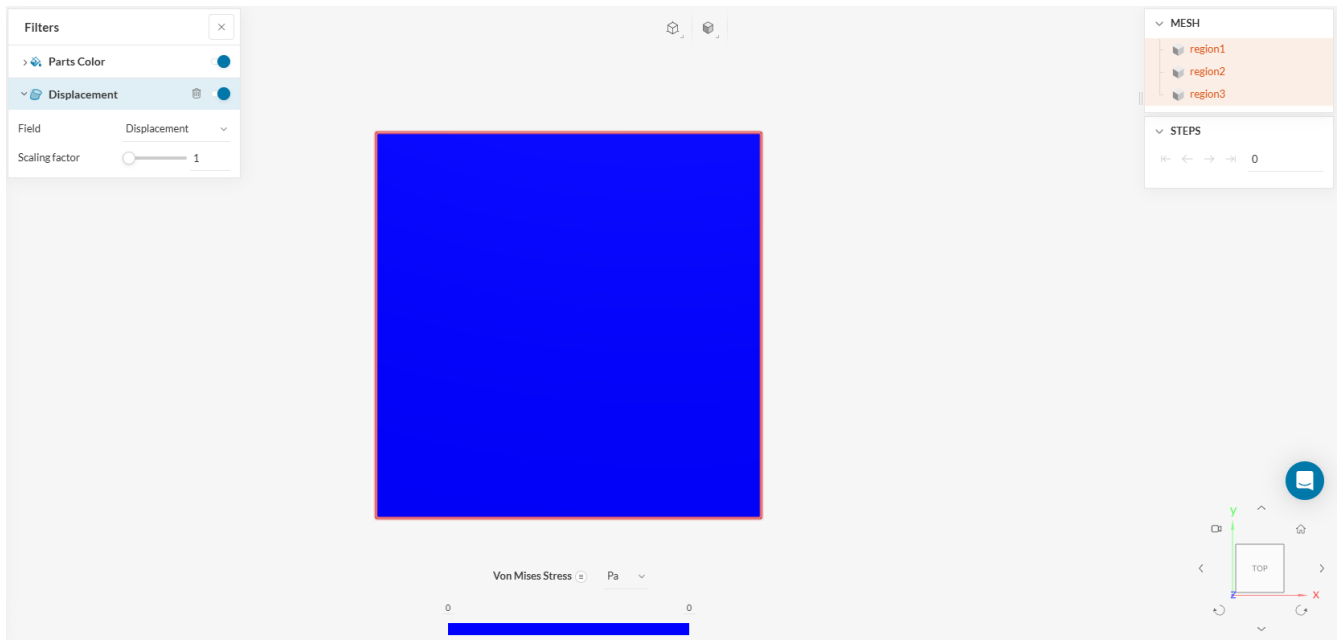 Filters
Parts Color
Displacement
Field Displacement
Scaling factor 1
MESH
region1
region2
region3
STEPS
0
Von Mises Stress Pa
0 0
y
TOP
z x